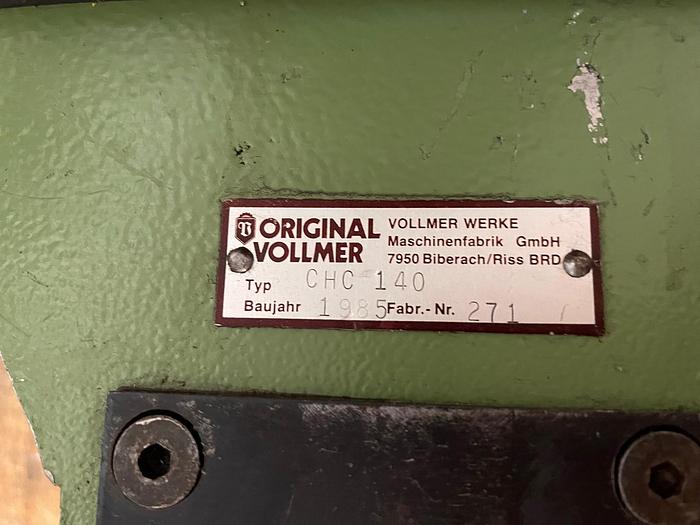 ORIGINAL VOLLMER
VOLLMER WERKE
Maschinenfabrik GmbH
7950 Biberach/Riss BRD
Typ CHC 140
Baujahr 1985 Fabr.-Nr. 271